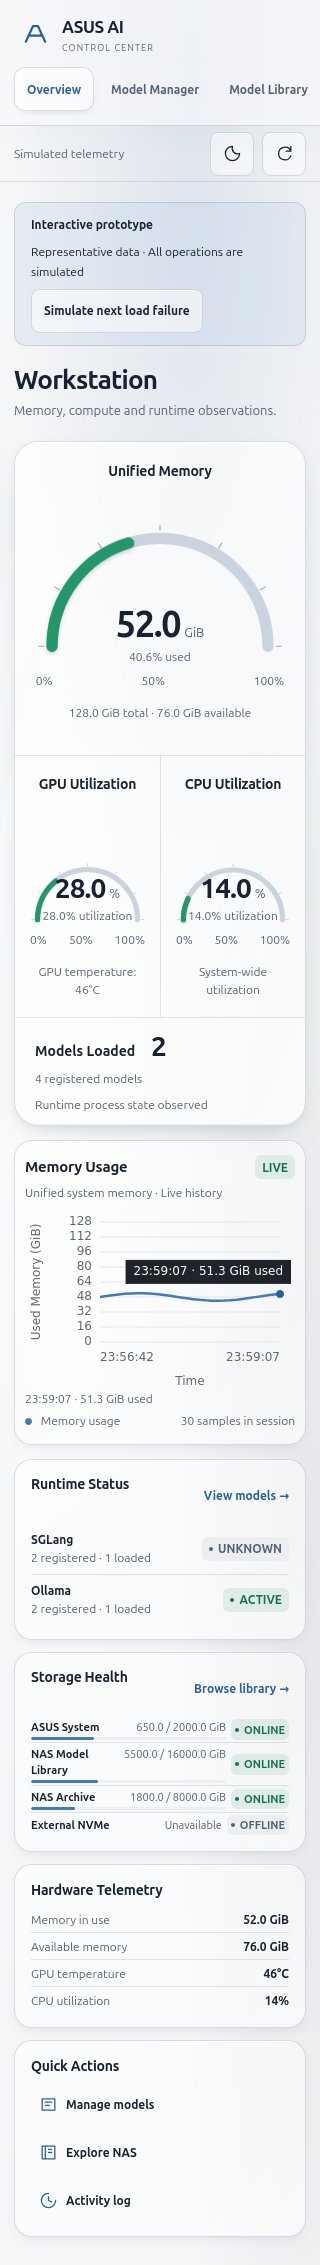 ASUS AI
CONTROL CENTER
Overview
Model Manager
Model Library
Simulated telemetry
Interactive prototype
Representative data · All operations are
simulated
Simulate next load failure
Workstation
Memory, compute and runtime observations.
Unified Memory
52.0 GiB
40.6% used
0% 50% 100%
128.0 GiB total · 76.0 GiB available
GPU Utilization
28.0 %
28.0% utilization
0% 50% 100%
GPU temperature:
46°C
CPU Utilization
14.0 %
14.0% utilization
0% 50% 100%
System-wide
utilization
Models Loaded 2
4 registered models
Runtime process state observed
Memory Usage
LIVE
Unified system memory · Live history
Used Memory (GiB)
128
112
96
80
64
48
32
16
0
23:59:07 · 51.3 GiB used
23:56:42 23:59:07
Time
23:59:07 · 51.3 GiB used
Memory usage
30 samples in session
Runtime Status
View models →
SGLang
2 registered · 1 loaded
UNKNOWN
Ollama
2 registered · 1 loaded
ACTIVE
Storage Health
Browse library →
ASUS System 650.0 / 2000.0 GiB ONLINE
NAS Model
Library
5500.0 / 16000.0 GiB ONLINE
NAS Archive 1800.0 / 8000.0 GiB ONLINE
External NVMe Unavailable OFFLINE
Hardware Telemetry
Memory in use 52.0 GiB
Available memory 76.0 GiB
GPU temperature 46°C
CPU utilization 14%
Quick Actions
Manage models
Explore NAS
Activity log